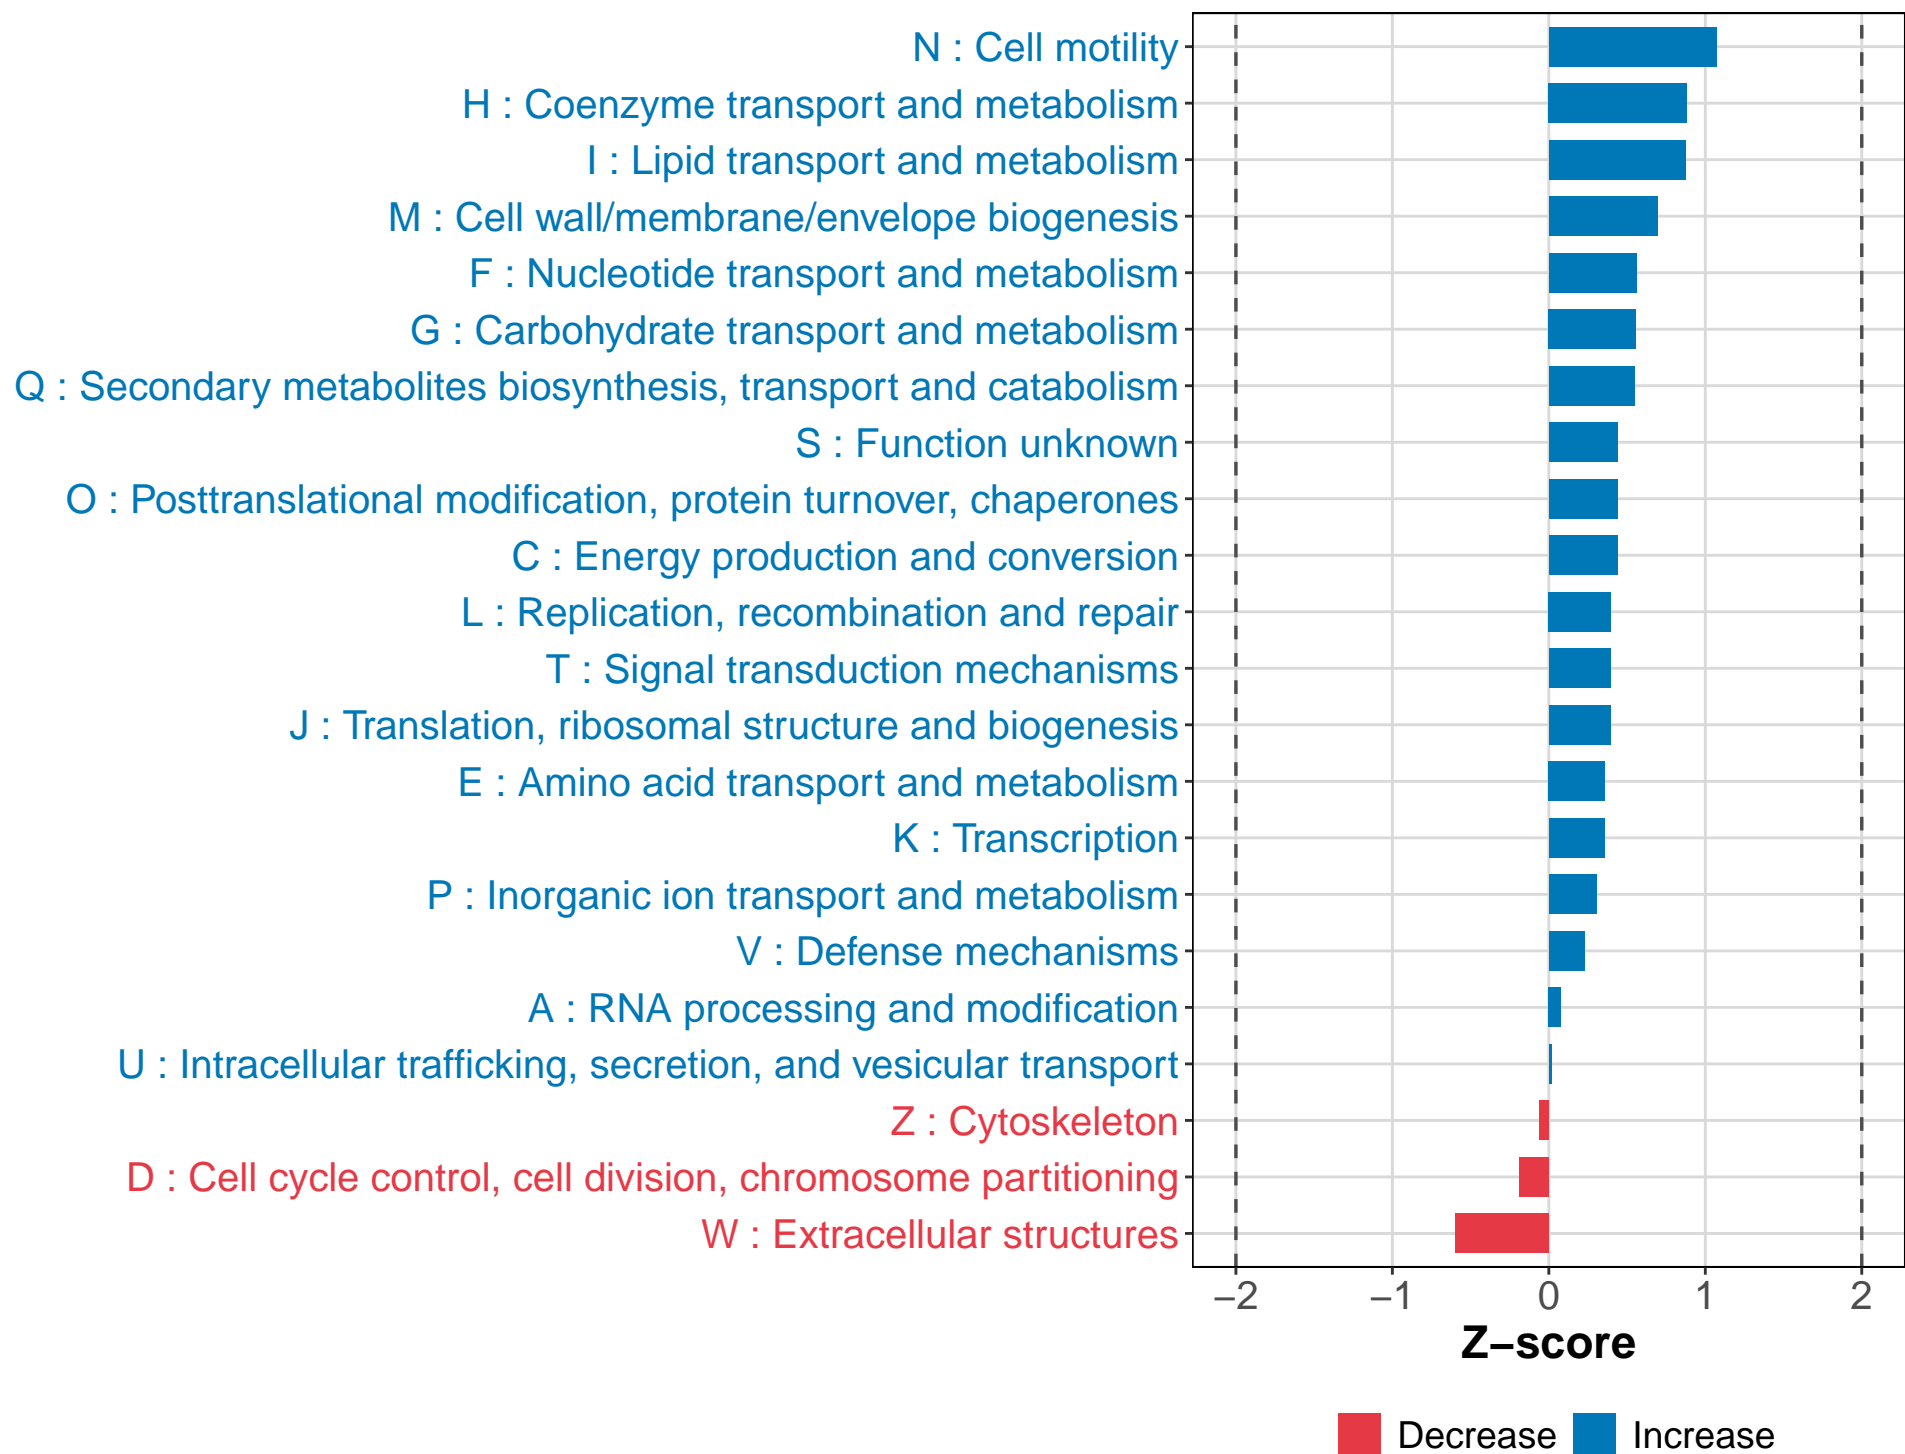 N : Cell motility
H : Coenzyme transport and metabolism
I : Lipid transport and metabolism
M : Cell wall/membrane/envelope biogenesis
F : Nucleotide transport and metabolism
G : Carbohydrate transport and metabolism
Q : Secondary metabolites biosynthesis, transport and catabolism
S : Function unknown
O : Posttranslational modification, protein turnover, chaperones
C : Energy production and conversion
L : Replication, recombination and repair
T : Signal transduction mechanisms
J : Translation, ribosomal structure and biogenesis
E : Amino acid transport and metabolism
K : Transcription
P : Inorganic ion transport and metabolism
V : Defense mechanisms
A : RNA processing and modification
U : Intracellular trafficking, secretion, and vesicular transport
Z : Cytoskeleton
D : Cell cycle control, cell division, chromosome partitioning
W : Extracellular structures
−2 −1 0 1 2
Z−score
Decrease Increase